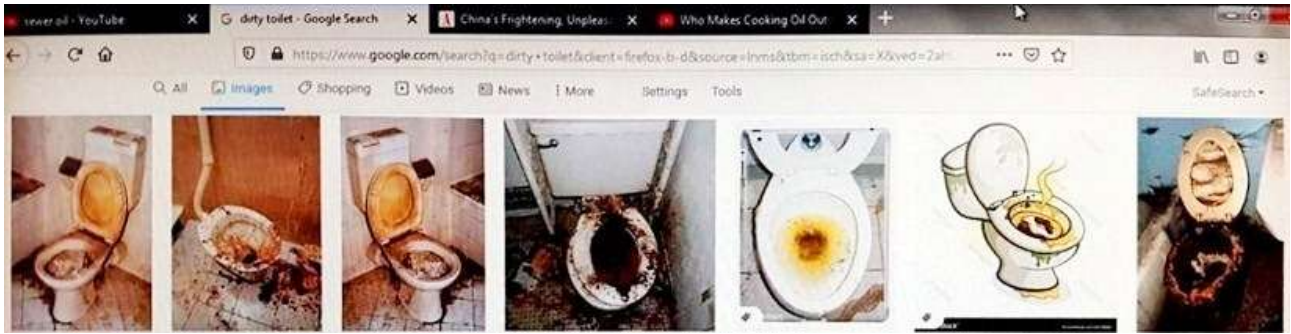 sewer oil - YouTube
dirty toilet - Google Search
China's Frightening, Unpleas
Who Makes Cooking Oil Out
https://www.google.com/search?q=dirty+toilet&client=firefox-b-d&source=lnms&tbm=isch&sa=X&ved=2ah
All
Images
Shopping
Videos
News
More
Settings
Tools
SafeSearch